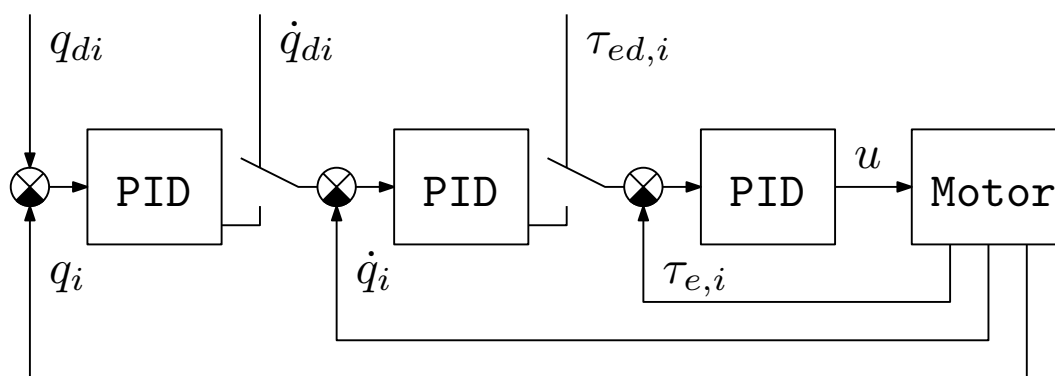 q_{di}
\dot{q}_{di}
τ_{ed,i}
PID
PID
PID
u
Motor
q_i
\dot{q}_i
τ_{e,i}